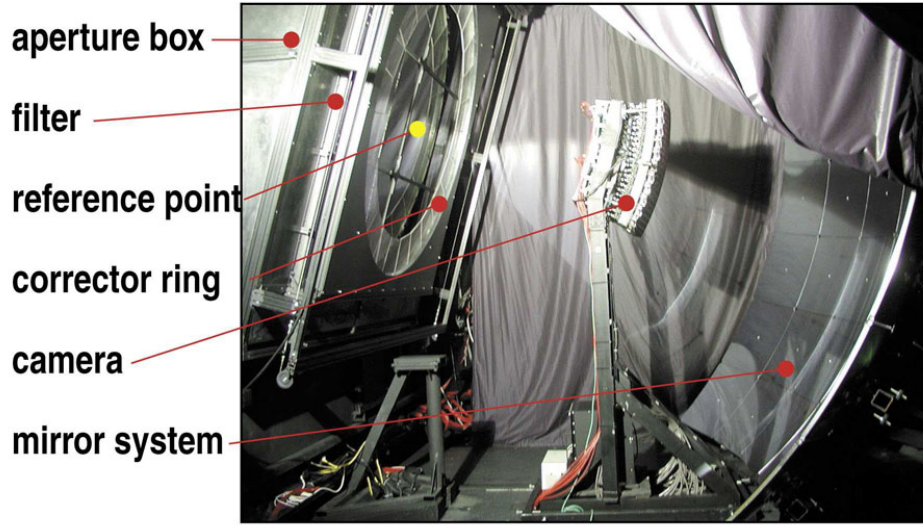 aperture box
filter
reference point
corrector ring
camera
mirror system